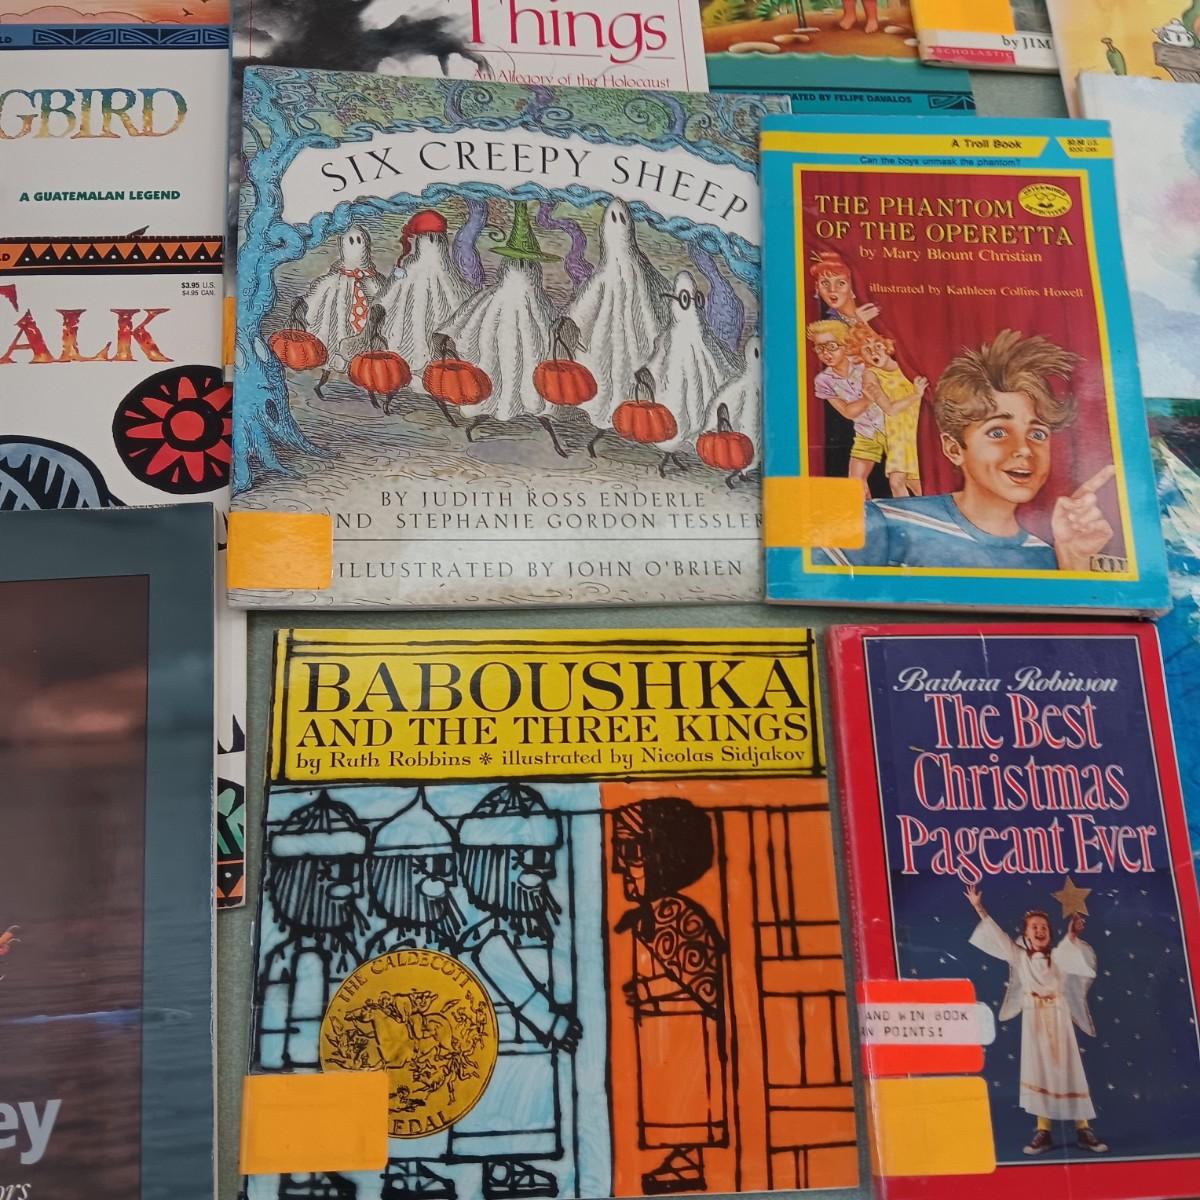 Things
An Allegory of the Holocaust
by JIM
SCHOLASTIC
GBIRD
A GUATEMALAN LEGEND
$3.95 U.S.
$4.95 CAN.
TALK
SIX CREEPY SHEEP
BY JUDITH ROSS ENDERLE
ND STEPHANIE GORDON TESSLER
ILLUSTRATED BY JOHN O'BRIEN
ATED BY FELIPE DAVALOS
A Troll Book
Can the boys unmask the phantom?
THE PHANTOM
OF THE OPERETTA
by Mary Blount Christian
illustrated by Kathleen Collins Howell
BABOUSHKA
AND THE THREE KINGS
by Ruth Robbins * illustrated by Nicolas Sidjakov
THE CALDECOTT
MEDAL
Barbara Robinson
The Best
Christmas
Pageant Ever
AND WIN BOOK
N POINTS!
ey
ors